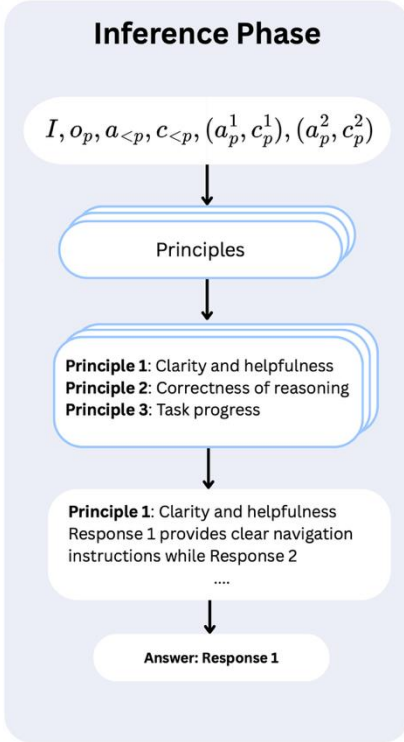 Inference Phase
I, o_p, a_{<p}, c_{<p}, (a_p^1, c_p^1), (a_p^2, c_p^2)
Principles
Principle 1: Clarity and helpfulness
Principle 2: Correctness of reasoning
Principle 3: Task progress
Principle 1: Clarity and helpfulness
Response 1 provides clear navigation
instructions while Response 2
....
Answer: Response 1